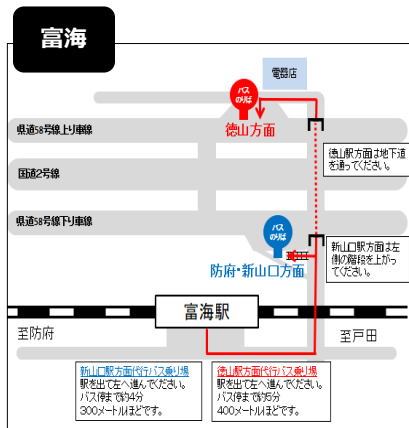 富海
電器店
バス
のりば
県道58号線上り車線
徳山方面
徳山駅方面は地下道
を通ってください。
国道2号線
県道58号線下り車線
バス
のりば
新山口駅方面は左
側の階段を上がっ
てください。
防府・新山口方面
富海駅
至防府
至戸田
新山口駅方面代行バス乗り場
駅を出て左へ進んでください。
バス停まで約4分
300メートルほどです。
徳山駅方面代行バス乗り場
駅を出て左へ進んでください。
バス停まで約5分
400メートルほどです。